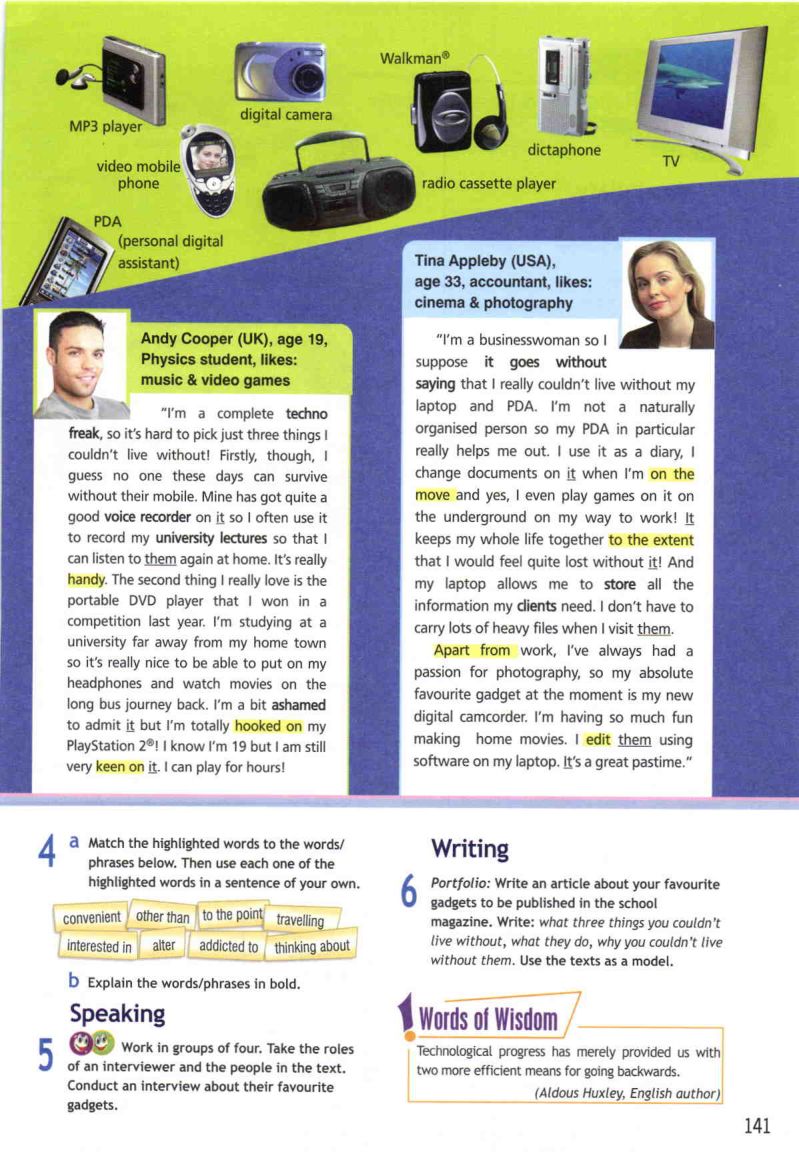 MP3 player
digital camera
Walkman®
dictaphone
TV
video mobile
phone
radio cassette player
PDA
(personal digital
assistant)
Andy Cooper (UK), age 19,
Physics student, likes:
music & video games
"I'm a complete techno
freak, so it's hard to pick just three things I
couldn't live without! Firstly, though, I
guess no one these days can survive
without their mobile. Mine has got quite a
good voice recorder on it so I often use it
to record my university lectures so that I
can listen to them again at home. It's really
handy. The second thing I really love is the
portable DVD player that I won in a
competition last year. I'm studying at a
university far away from my home town
so it's really nice to be able to put on my
headphones and watch movies on the
long bus journey back. I'm a bit ashamed
to admit it but I'm totally hooked on my
PlayStation 2®! I know I'm 19 but I am still
very keen on it. I can play for hours!
Tina Appleby (USA),
age 33, accountant, likes:
cinema & photography
"I'm a businesswoman so I
suppose it goes without
saying that I really couldn't live without my
laptop and PDA. I'm not a naturally
organised person so my PDA in particular
really helps me out. I use it as a diary, I
change documents on it when I'm on the
move and yes, I even play games on it on
the underground on my way to work! It
keeps my whole life together to the extent
that I would feel quite lost without it! And
my laptop allows me to store all the
information my clients need. I don't have to
carry lots of heavy files when I visit them.
Apart from work, I've always had a
passion for photography, so my absolute
favourite gadget at the moment is my new
digital camcorder. I'm having so much fun
making home movies. I edit them using
software on my laptop. It's a great pastime."
4 a Match the highlighted words to the words/
phrases below. Then use each one of the
highlighted words in a sentence of your own.
convenient other than to the point travelling
interested in alter addicted to thinking about
b Explain the words/phrases in bold.
Speaking
5 Work in groups of four. Take the roles
of an interviewer and the people in the text.
Conduct an interview about their favourite
gadgets.
Writing
6 Portfolio: Write an article about your favourite
gadgets to be published in the school
magazine. Write: what three things you couldn't
live without, what they do, why you couldn't live
without them. Use the texts as a model.
! Words of Wisdom
Technological progress has merely provided us with
two more efficient means for going backwards.
(Aldous Huxley, English author)
141